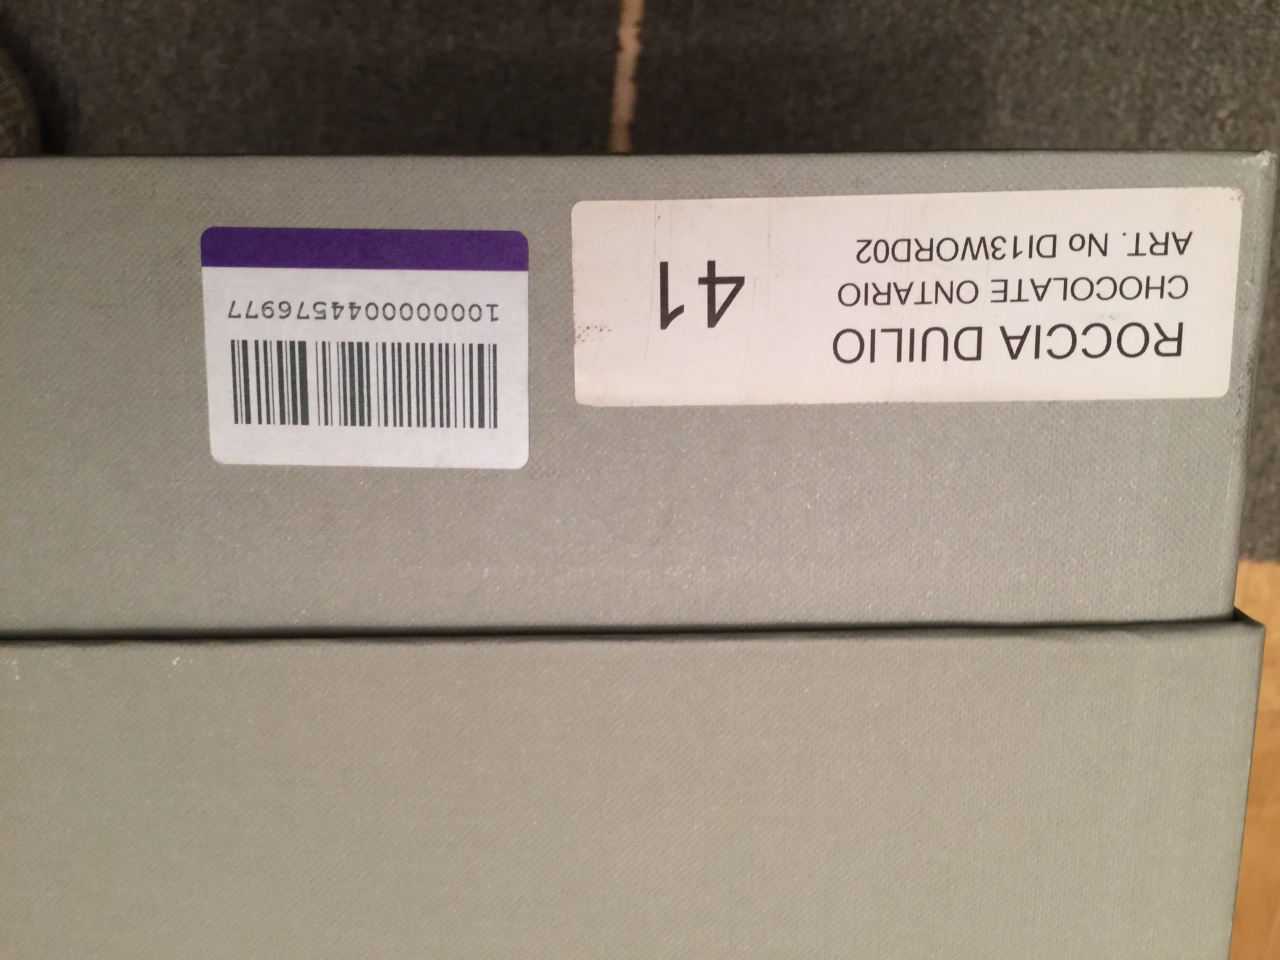 ROCCIA DUILIO
CHOCOLATE ONTARIO
ART. No DI13WORD02
41
1000000044576977